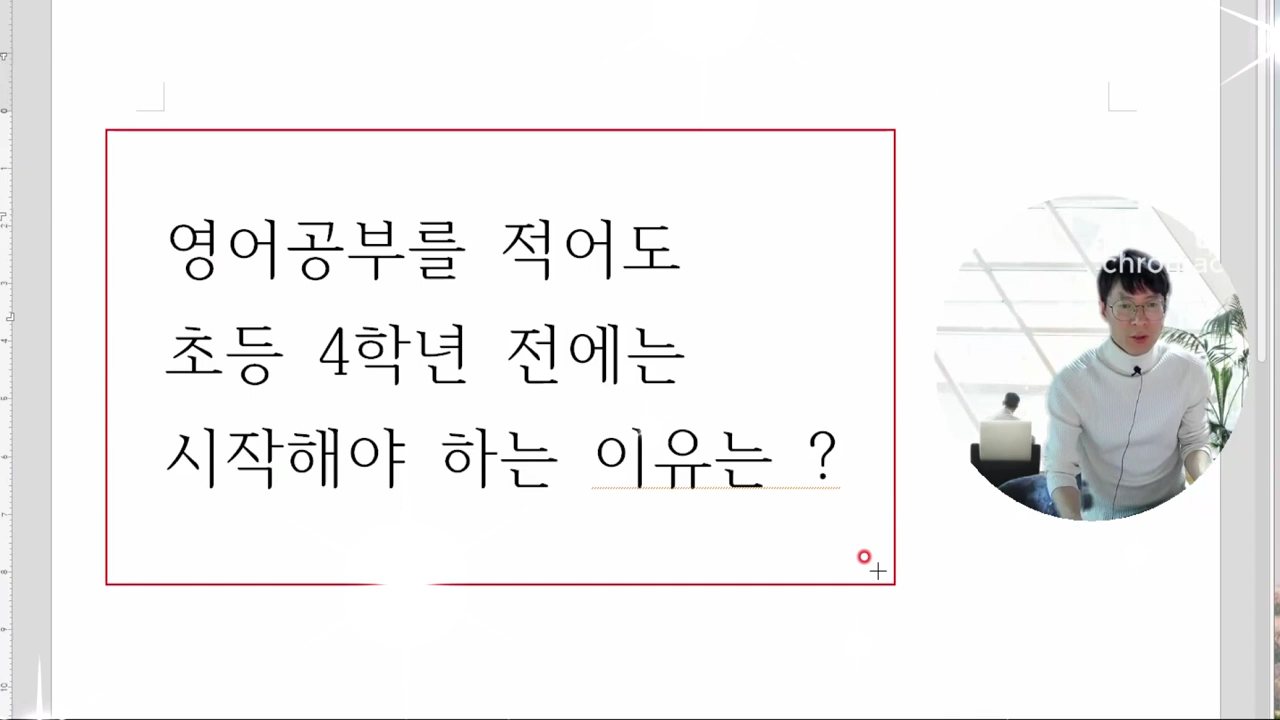 영어공부를 적어도
초등 4학년 전에는
시작해야 하는 이유는 ?